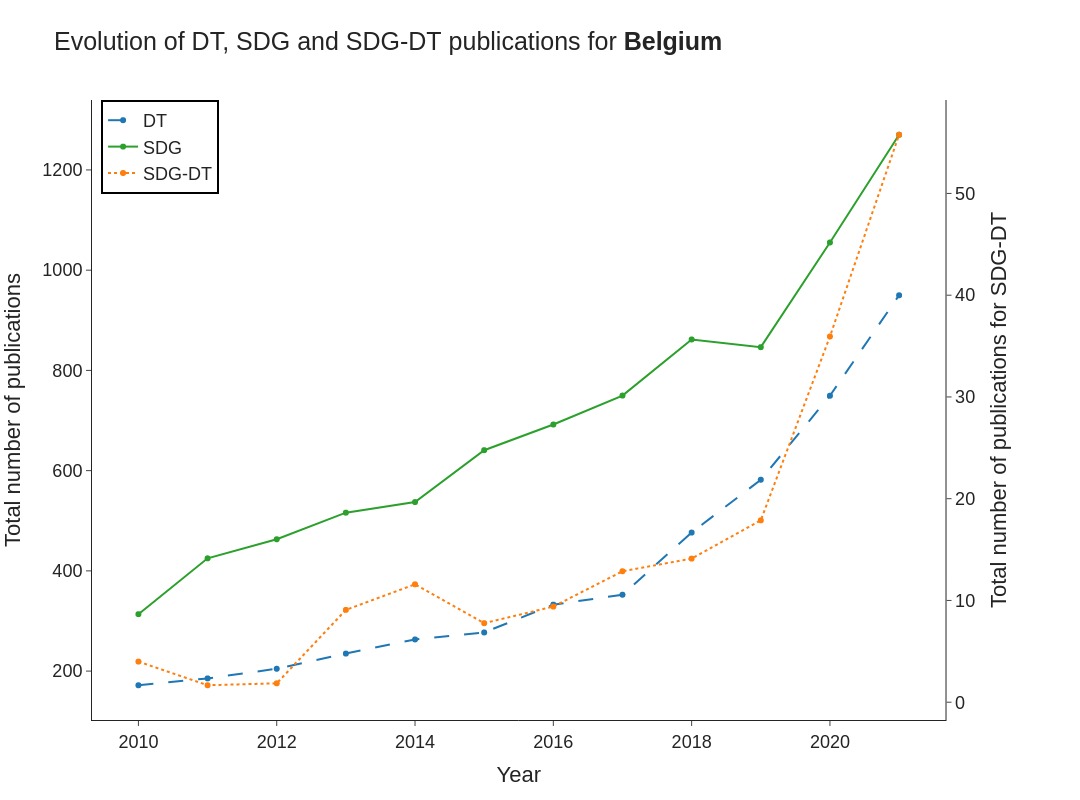 Evolution of DT, SDG and SDG-DT publications for Belgium
DT
SDG
SDG-DT
Total number of publications
1200
1000
800
600
400
200
50
40
30
20
10
0
Total number of publications for SDG-DT
2010
2012
2014
2016
2018
2020
Year